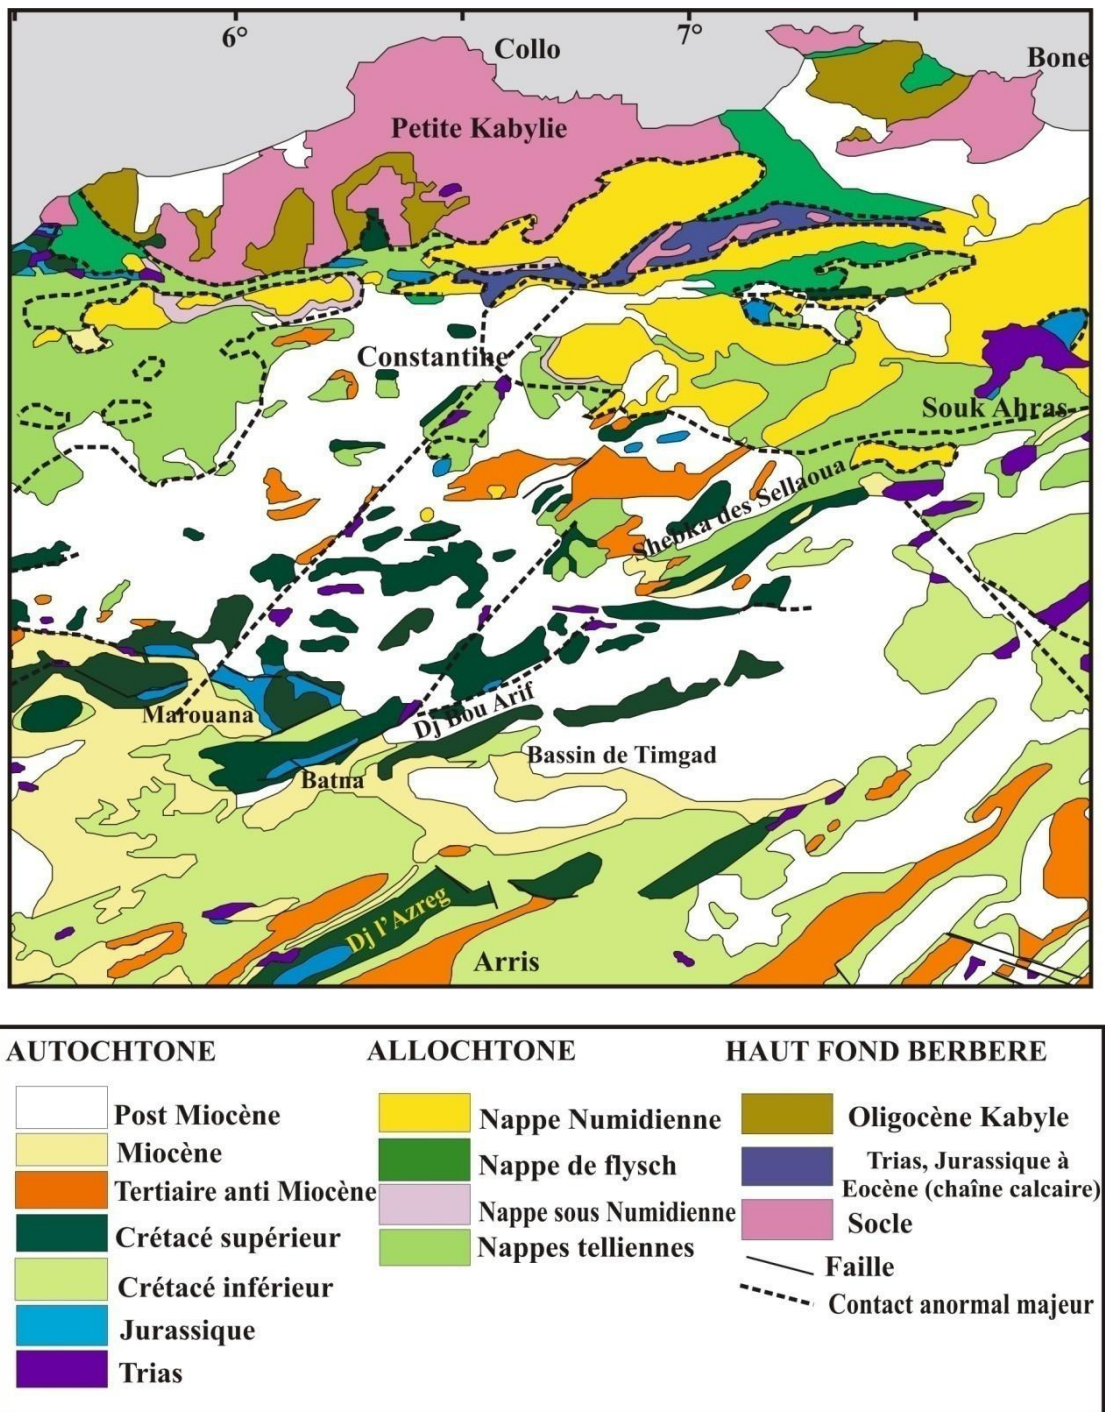 6° 7°
Collo
Bone
Petite Kabylie
Constantine
Souk Ahras
Shebka des Sellaoua
Marouana
Dj Bou Arif
Batna
Bassin de Timgad
Dj l'Azreg
Arris
AUTOCHTONE
Post Miocène
Miocène
Tertiaire anti Miocène
Crétacé supérieur
Crétacé inférieur
Jurassique
Trias
ALLOCHTONE
Nappe Numidienne
Nappe de flysch
Nappe sous Numidienne
Nappes telliennes
HAUT FOND BERBERE
Oligocène Kabyle
Trias, Jurassique à
Eocène (chaîne calcaire)
Socle
Faille
Contact anormal majeur